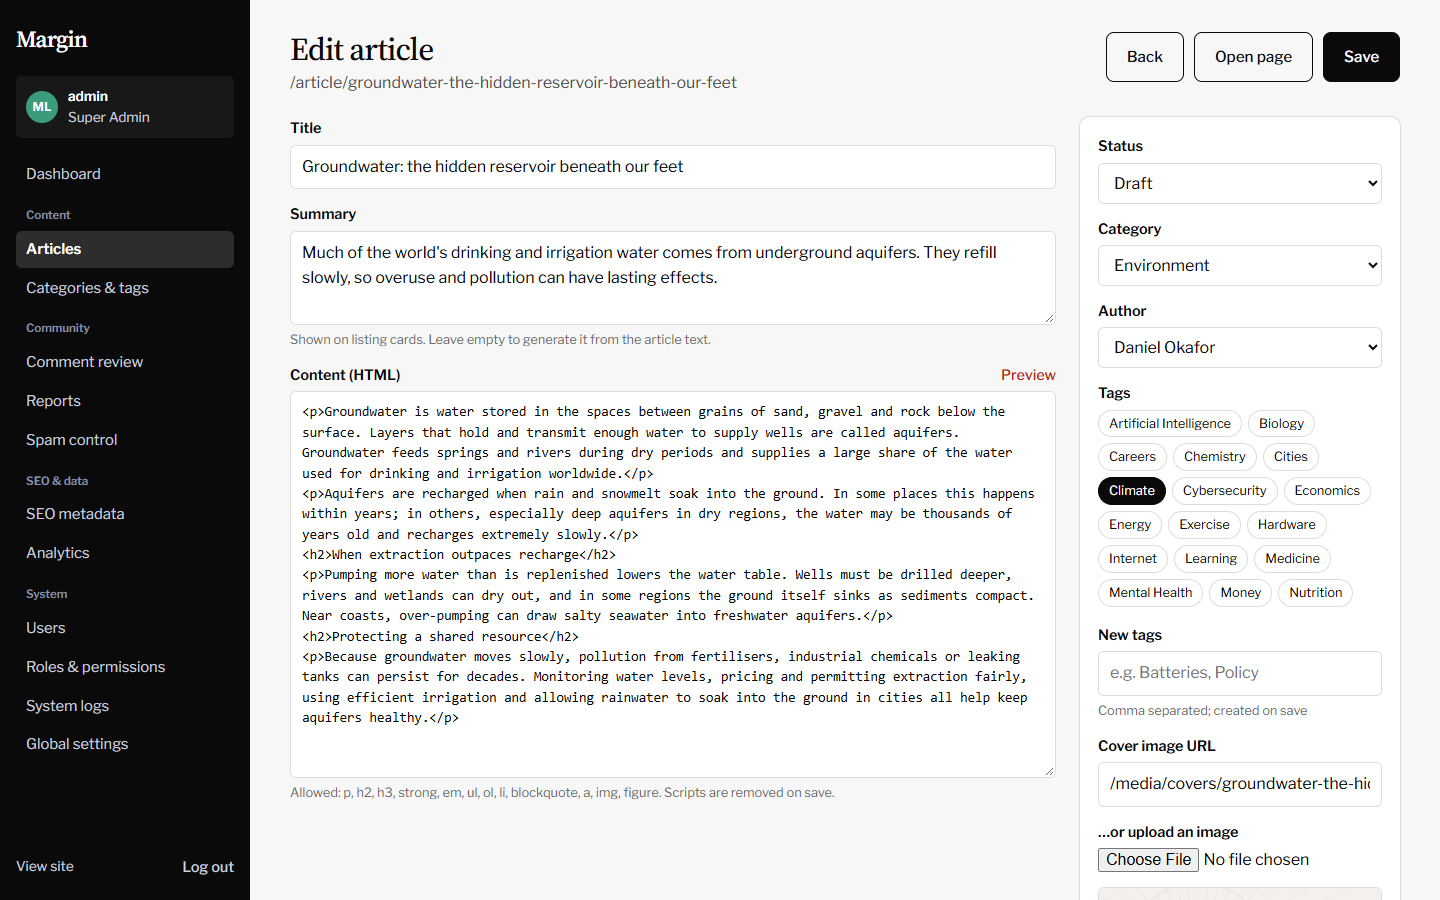 Margin
ML
admin
Super Admin
Dashboard
Content
Articles
Categories & tags
Community
Comment review
Reports
Spam control
SEO & data
SEO metadata
Analytics
System
Users
Roles & permissions
System logs
Global settings
View site
Log out
Edit article
/article/groundwater-the-hidden-reservoir-beneath-our-feet
Back
Open page
Save
Title
Groundwater: the hidden reservoir beneath our feet
Summary
Much of the world's drinking and irrigation water comes from underground aquifers. They refill
slowly, so overuse and pollution can have lasting effects.
Shown on listing cards. Leave empty to generate it from the article text.
Content (HTML)
Preview
<p>Groundwater is water stored in the spaces between grains of sand, gravel and rock below the
surface. Layers that hold and transmit enough water to supply wells are called aquifers.
Groundwater feeds springs and rivers during dry periods and supplies a large share of the water
used for drinking and irrigation worldwide.</p>
<p>Aquifers are recharged when rain and snowmelt soak into the ground. In some places this happens
within years; in others, especially deep aquifers in dry regions, the water may be thousands of
years old and recharges extremely slowly.</p>
<h2>When extraction outpaces recharge</h2>
<p>Pumping more water than is replenished lowers the water table. Wells must be drilled deeper,
rivers and wetlands can dry out, and in some regions the ground itself sinks as sediments compact.
Near coasts, over-pumping can draw salty seawater into freshwater aquifers.</p>
<h2>Protecting a shared resource</h2>
<p>Because groundwater moves slowly, pollution from fertilisers, industrial chemicals or leaking
tanks can persist for decades. Monitoring water levels, pricing and permitting extraction fairly,
using efficient irrigation and allowing rainwater to soak into the ground in cities all help keep
aquifers healthy.</p>
Allowed: p, h2, h3, strong, em, ul, ol, li, blockquote, a, img, figure. Scripts are removed on save.
Status
Draft
Category
Environment
Author
Daniel Okafor
Tags
Artificial Intelligence
Biology
Careers
Chemistry
Cities
Climate
Cybersecurity
Economics
Energy
Exercise
Hardware
Internet
Learning
Medicine
Mental Health
Money
Nutrition
New tags
e.g. Batteries, Policy
Comma separated; created on save
Cover image URL
/media/covers/groundwater-the-hid
...or upload an image
Choose File No file chosen